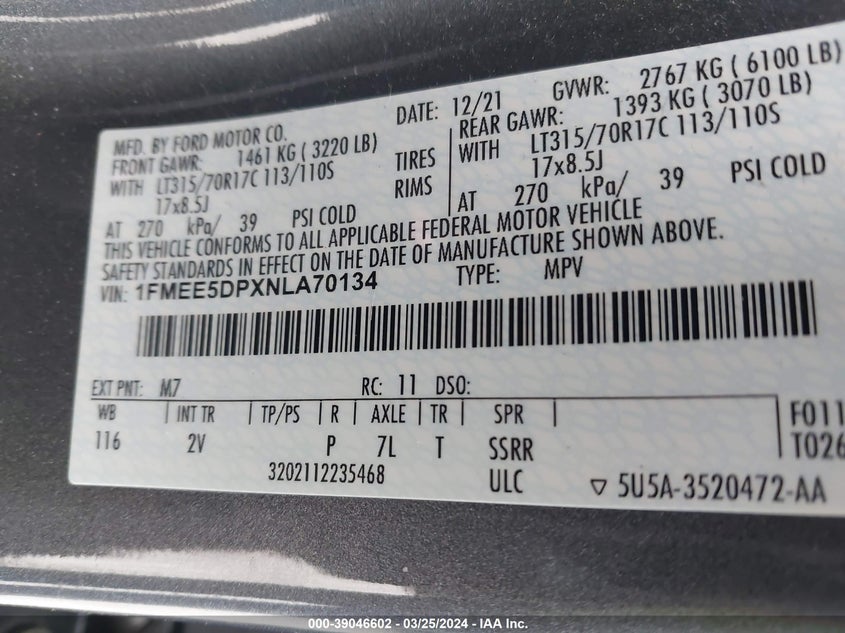 MFD. BY FORD MOTOR CO. DATE: 12/21 GVWR: 2767 KG ( 6100 LB)
FRONT GAWR: 1461 KG ( 3220 LB) REAR GAWR: 1393 KG ( 3070 LB)
WITH LT315/70R17C 113/110S TIRES WITH LT315/70R17C 113/110S
17x8.5J RIMS 17x8.5J
AT 270 kPa/ 39 PSI COLD AT 270 kPa/ 39 PSI COLD
THIS VEHICLE CONFORMS TO ALL APPLICABLE FEDERAL MOTOR VEHICLE
SAFETY STANDARDS IN EFFECT ON THE DATE OF MANUFACTURE SHOWN ABOVE.
VIN: 1FMEE5DPXNLA70134 TYPE: MPV
EXT PNT: M7 RC: 11 DSO:
WB | INT TR | TP/PS | R | AXLE | TR | SPR | F011
116 2V P 7L T SSRR T026
3202112235468 ULC ▽ 5U5A-3520472-AA
000-39046602 - 03/25/2024 - IAA Inc.